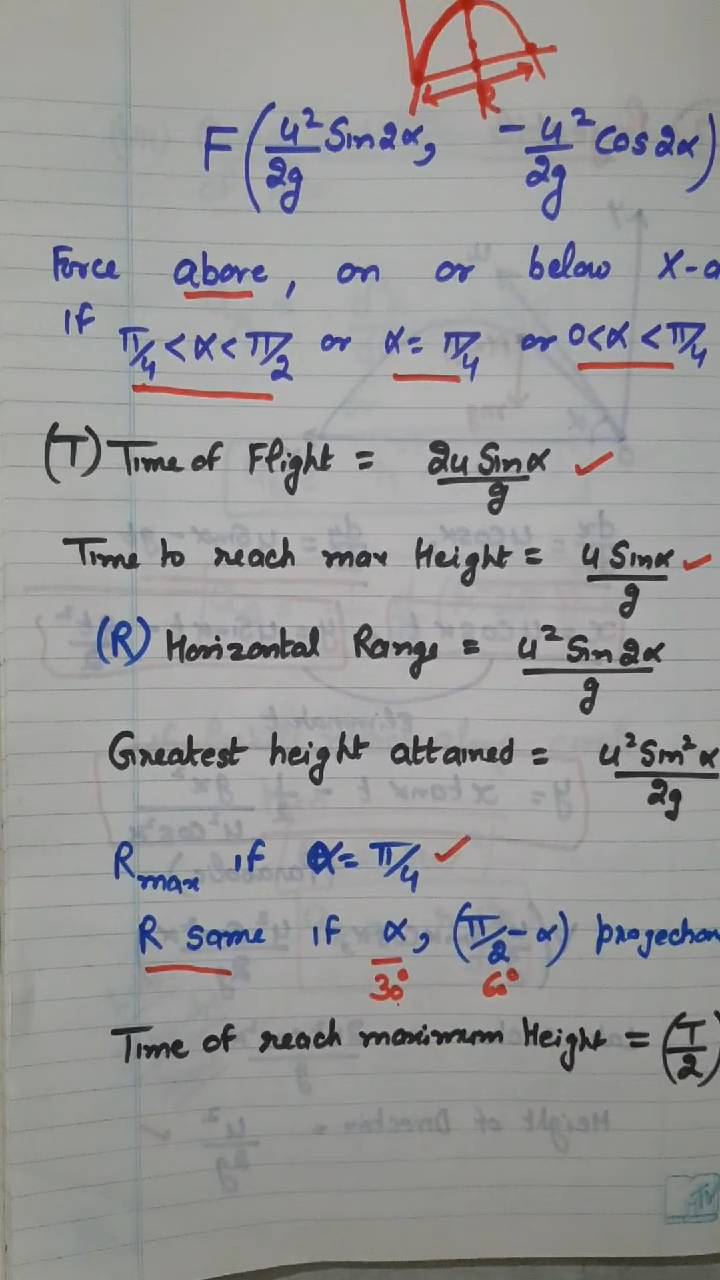 R
F(u²/2g Sin2α, -u²/2g cos2α)
Force above, on or below X-a
If π/4 < α < π/2 or α = π/4 or 0 < α < π/4
(T) Time of Flight = 2u Sinα/g ✓
Time to reach max Height = u Sinα/g ✓
(R) Horizontal Range = u² Sin2α/g
Greatest height attained = u² Sin²α/2g
Rmax if α = π/4 ✓
R same if α, (π/2 - α) projection
30° 60°
Time of reach maximum Height = (T/2)